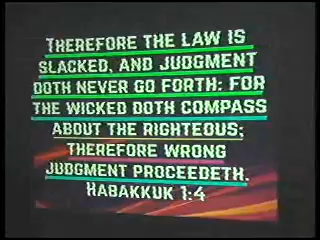 THEREFORE THE LAW IS
SLACKED, AND JUDGMENT
DOTH NEVER GO FORTH: FOR
THE WICKED DOTH COMPASS
ABOUT THE RIGHTEOUS;
THEREFORE WRONG
JUDGMENT PROCEEDETH.
HABAKKUK 1:4